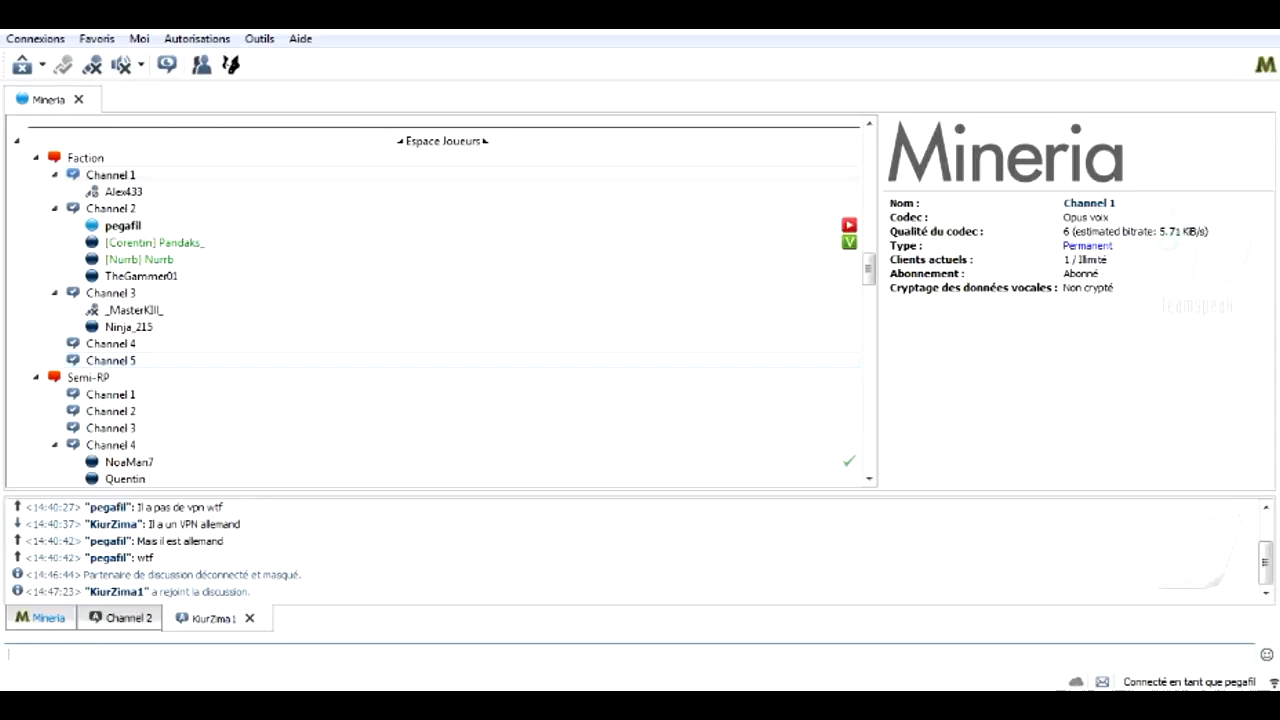 Connexions Favoris Moi Autorisations Outils Aide
M
Mineria
Espace Joueurs
Faction
Channel 1
Alex433
Channel 2
pegafil
[Corentin] Pandaks_
[Nurrb] Nurrb
V
TheGammer01
Channel 3
_MasterKIll_
Ninja_215
Channel 4
Channel 5
Semi-RP
Channel 1
Channel 2
Channel 3
Channel 4
NoaMan7
Quentin
Mineria
Nom : Channel 1
Codec : Opus voix
Qualité du codec : 6 (estimated bitrate: 5.71 KiB/s)
Type : Permanent
Clients actuels : 1 / Illimité
Abonnement : Abonné
Cryptage des données vocales : Non crypté
teamspeak
<14:40:27> "pegafil": Il a pas de vpn wtf
<14:40:37> "KiurZima": Il a un VPN allemand
<14:40:42> "pegafil": Mais il est allemand
<14:40:42> "pegafil": wtf
<14:46:44> Partenaire de discussion déconnecté et masqué.
<14:47:23> "KiurZima1" a rejoint la discussion.
M Mineria Channel 2 KiurZima1
Connecté en tant que pegafil